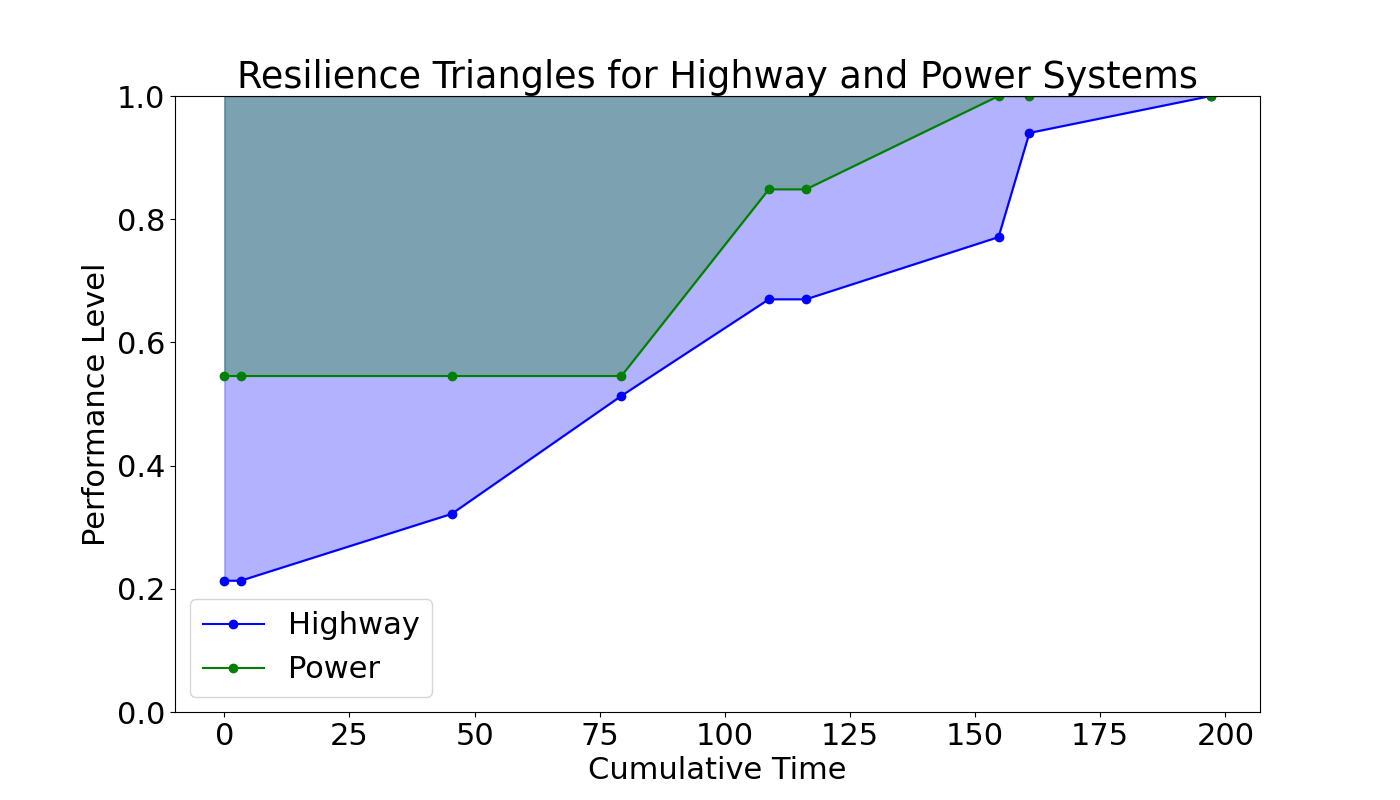 Resilience Triangles for Highway and Power Systems
1.0
0.8
0.6
0.4
0.2
0.0
Performance Level
Highway
Power
0 25 50 75 100 125 150 175 200
Cumulative Time